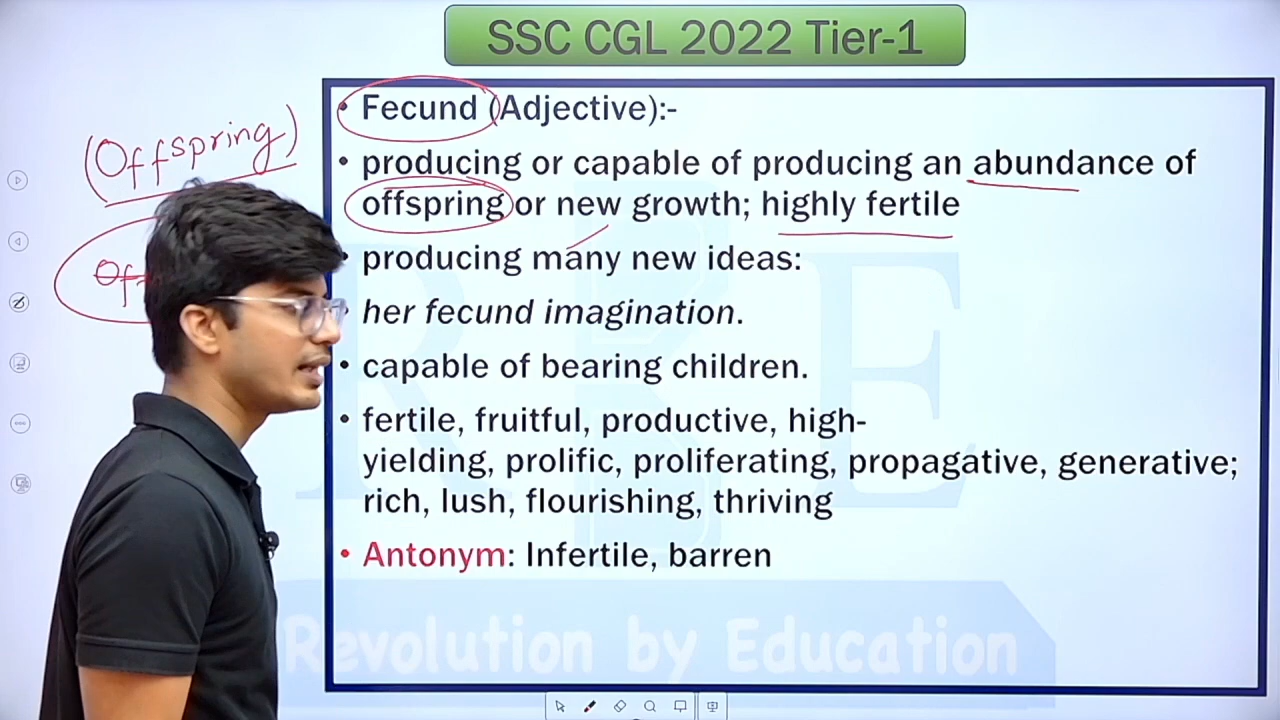 SSC CGL 2022 Tier-1
(Offspring)
• Fecund (Adjective):-
• producing or capable of producing an abundance of
offspring or new growth; highly fertile
• producing many new ideas:
• her fecund imagination.
• capable of bearing children.
• fertile, fruitful, productive, high-
yielding, prolific, proliferating, propagative, generative;
rich, lush, flourishing, thriving
• Antonym: Infertile, barren
Revolution by Education